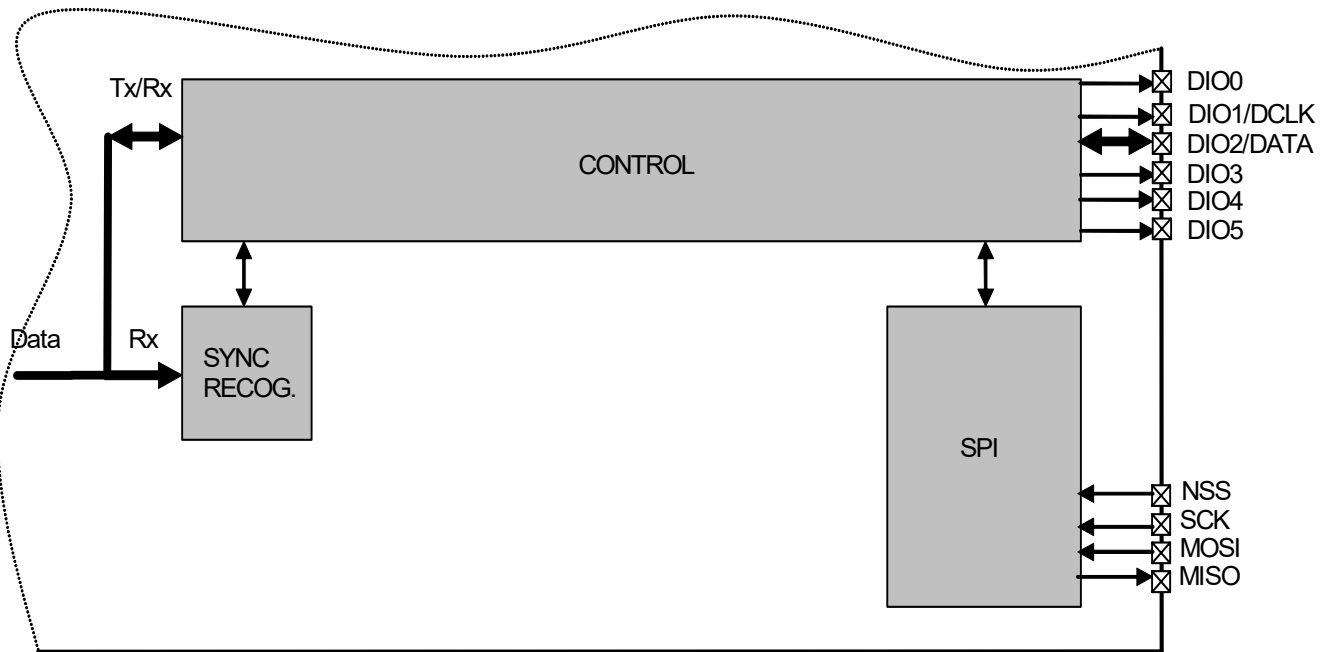 Tx/Rx
CONTROL
DIO0
DIO1/DCLK
DIO2/DATA
DIO3
DIO4
DIO5
Data
Rx
SYNC
RECOG.
SPI
NSS
SCK
MOSI
MISO